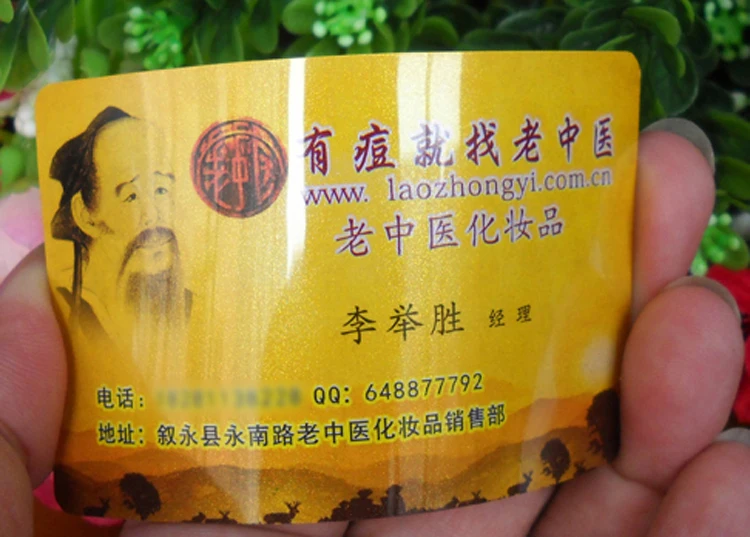 有痘就找老中医
www. laozhongyi.com.cn
老中医化妆品
李举胜 经理
电话: QQ: 648877792
地址: 叙永县永南路老中医化妆品销售部